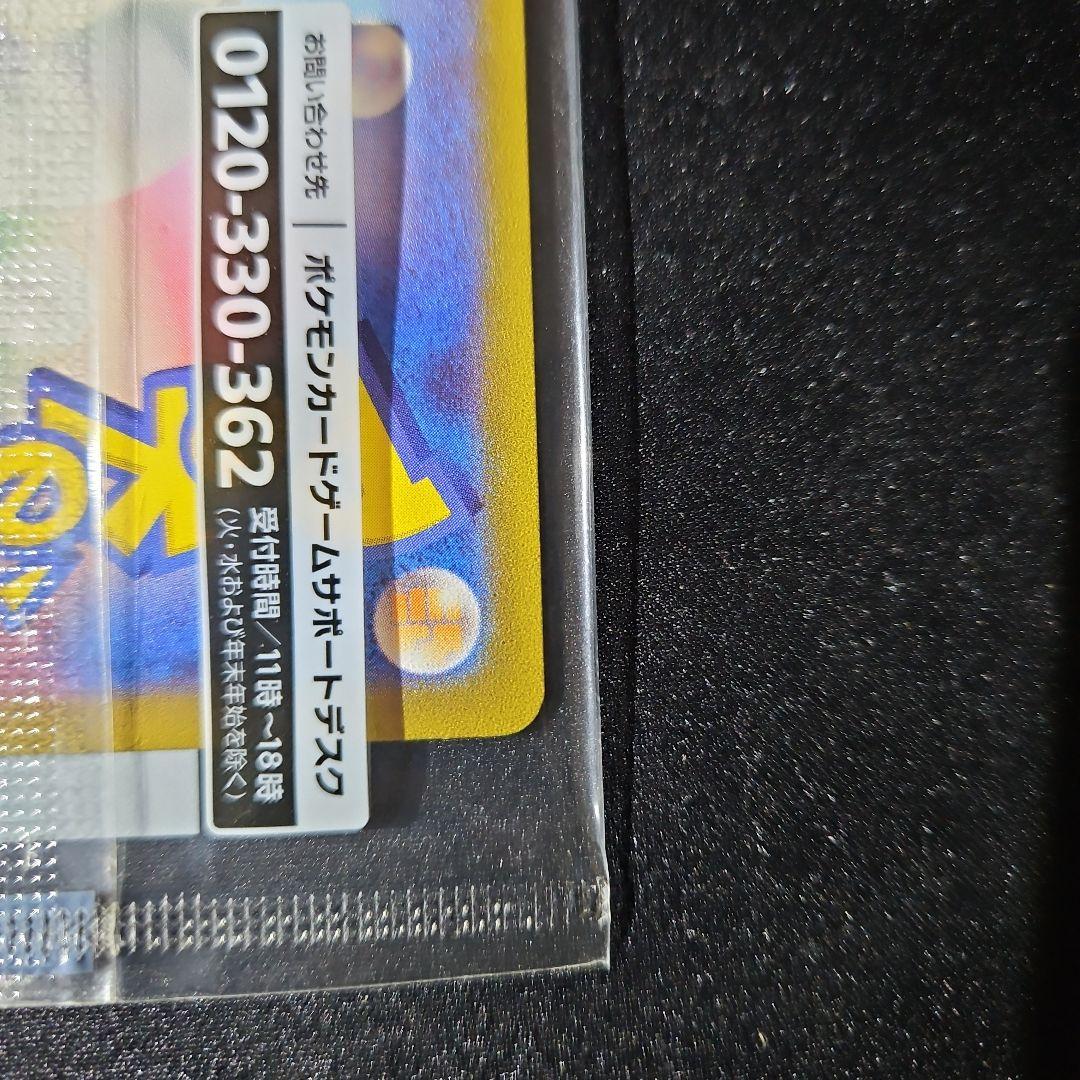 お問い合わせ先 | ポケモンカードゲームサポートデスク
0120-330-362 受付時間/11時~18時
(火・水および年末年始を除く)